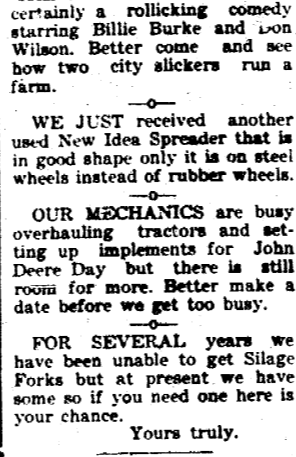 certainly a rollicking comedy
starring Billie Burke and Don
Wilson. Better come and see
how two city slickers run a
farm.
—o—
WE JUST received another
used New Idea Spreader that is
in good shape only it is on steel
wheels instead of rubber wheels.
—o—
OUR MECHANICS are busy
overhauling tractors and set-
ting up implements for John
Deere Day but there is still
room for more. Better make a
date before we get too busy.
—o—
FOR SEVERAL years we
have been unable to get Silage
Forks but at present we have
some so if you need one here is
your chance.
Yours truly.